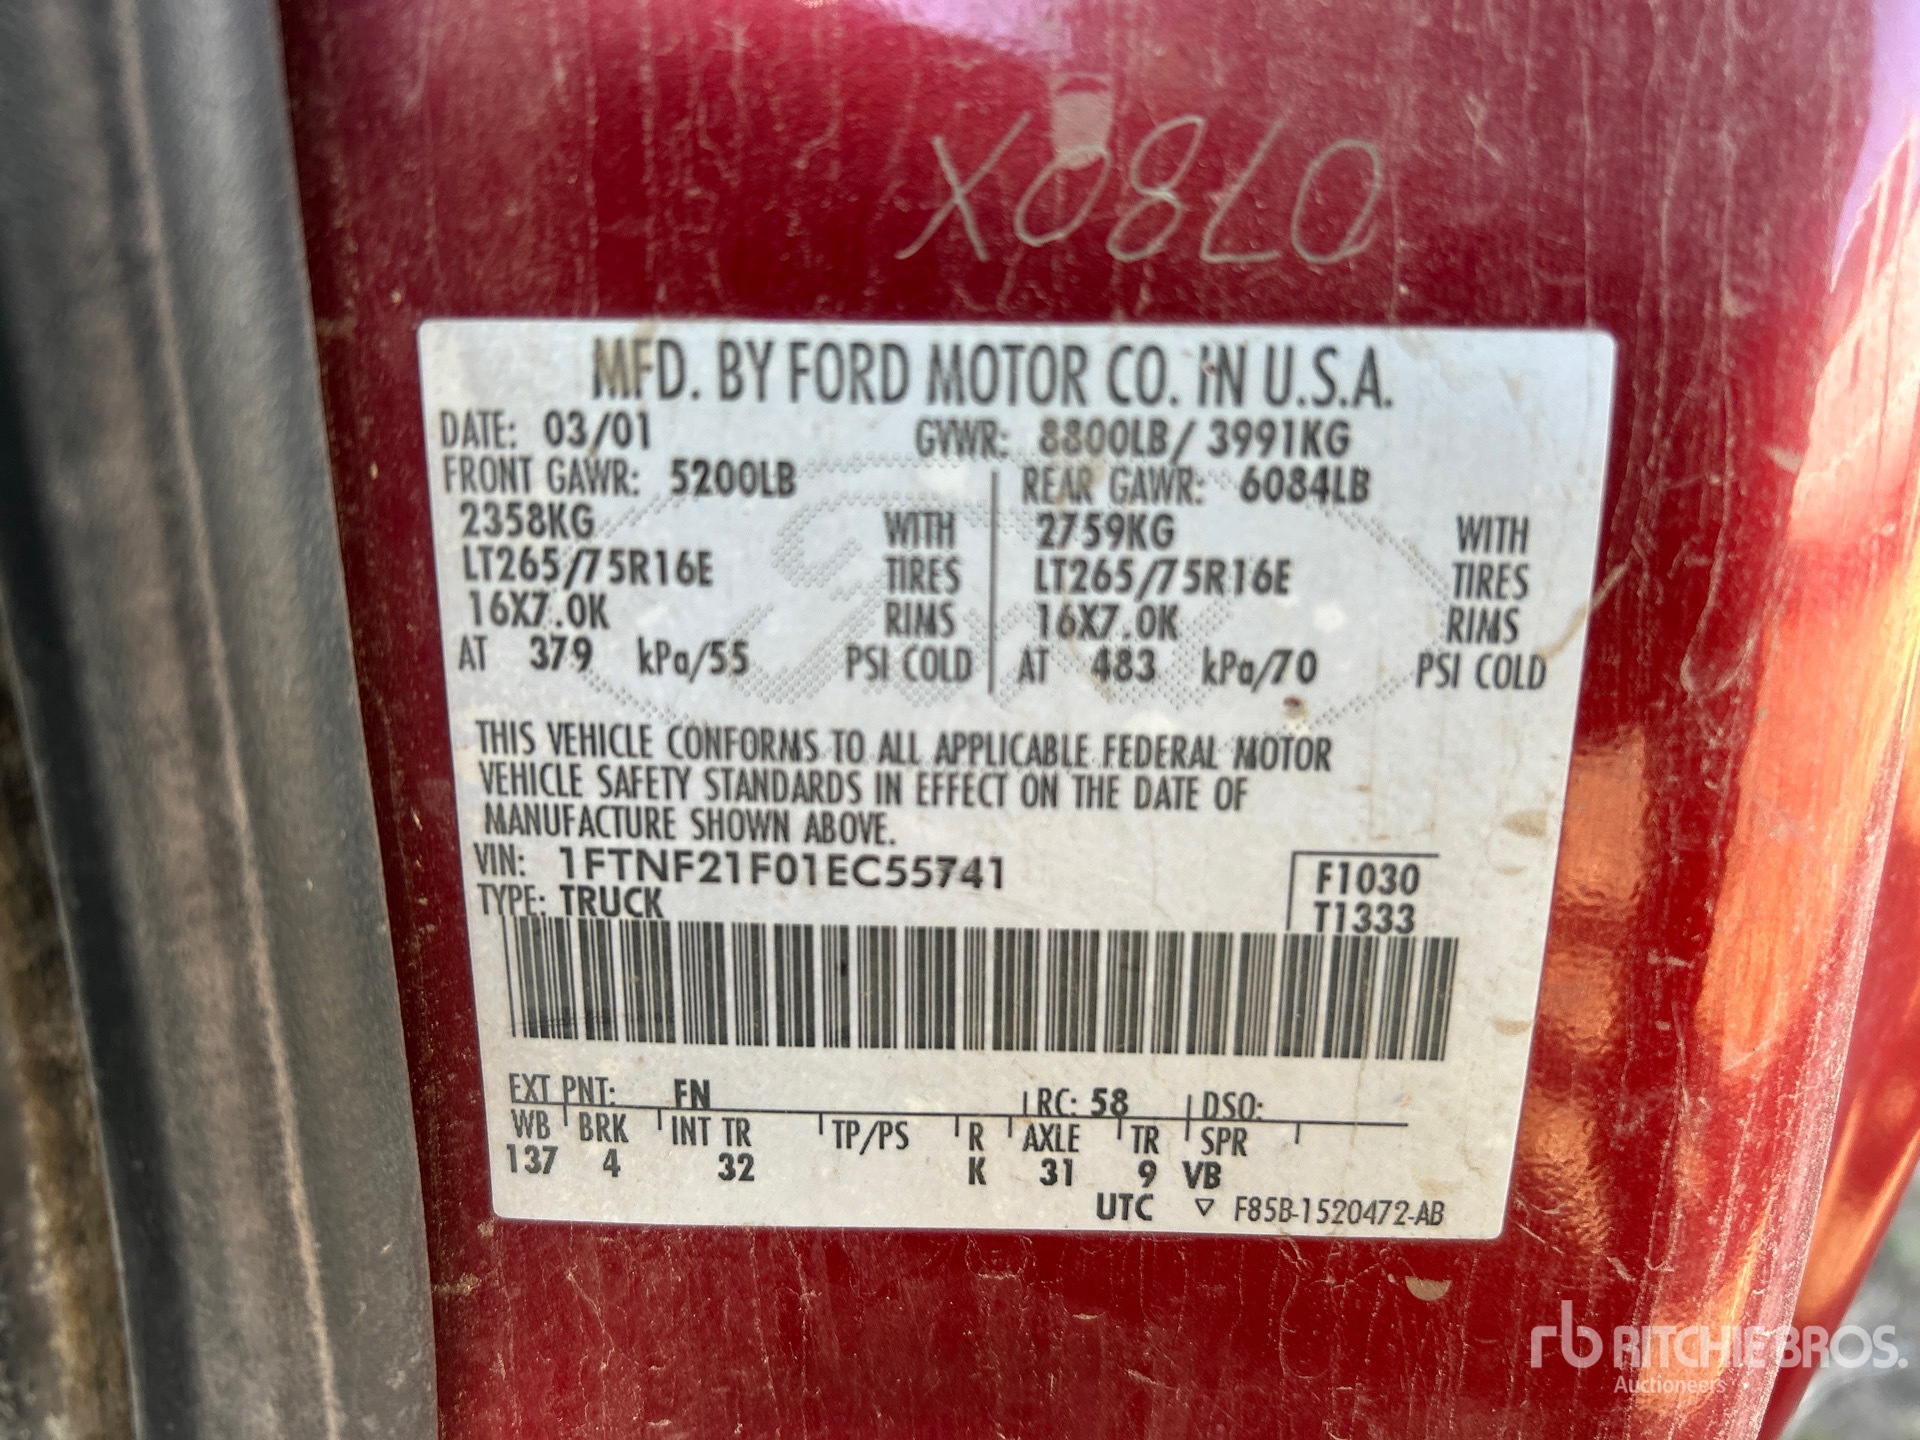 X0870
MFD. BY FORD MOTOR CO. IN U.S.A.
DATE: 03/01 GVWR: 8800LB/ 3991KG
FRONT GAWR: 5200LB REAR GAWR: 6084LB
2358KG WITH 2759KG WITH
LT265/75R16E TIRES LT265/75R16E TIRES
16X7.0K RIMS 16X7.0K RIMS
AT 379 kPa/55 PSI COLD AT 483 kPa/70 PSI COLD
THIS VEHICLE CONFORMS TO ALL APPLICABLE FEDERAL MOTOR
VEHICLE SAFETY STANDARDS IN EFFECT ON THE DATE OF
MANUFACTURE SHOWN ABOVE.
VIN: 1FTNF21F01EC55741 F1030
TYPE: TRUCK T1333
EXT PNT: FN RC: 58 DSO:
WB BRK INT TR TP/PS R AXLE TR SPR
137 4 32 K 31 9 VB
UTC ▽ F85B-1520472-AB
rb RITCHIE BROS.
Auctioneers